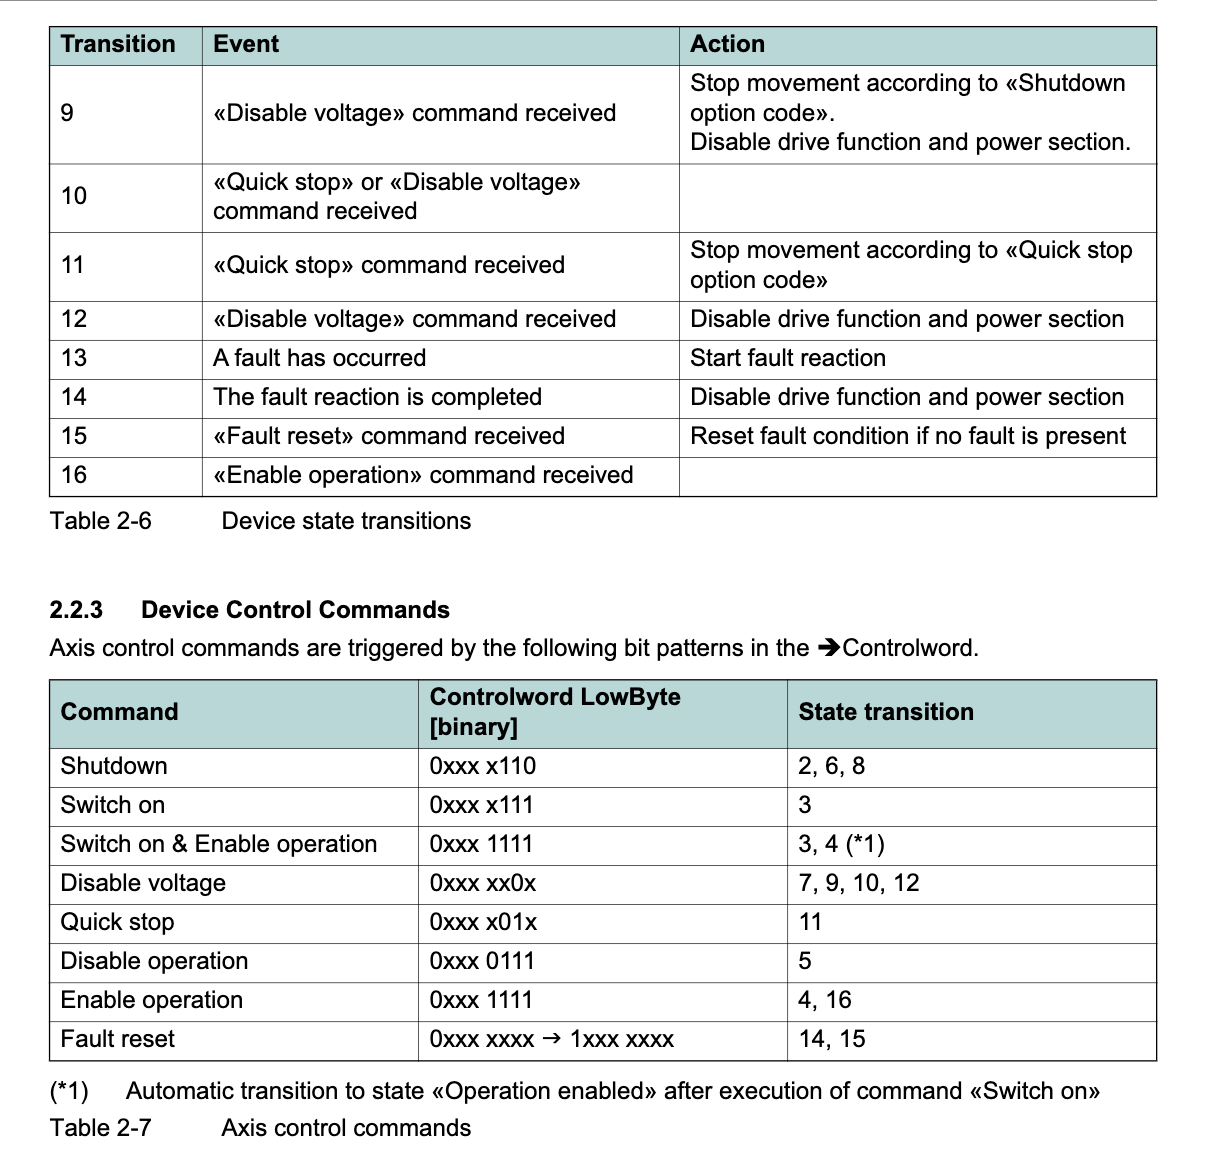 Transition Event Action
9 «Disable voltage» command received Stop movement according to «Shutdown
option code».
Disable drive function and power section.
10 «Quick stop» or «Disable voltage»
command received
11 «Quick stop» command received Stop movement according to «Quick stop
option code»
12 «Disable voltage» command received Disable drive function and power section
13 A fault has occurred Start fault reaction
14 The fault reaction is completed Disable drive function and power section
15 «Fault reset» command received Reset fault condition if no fault is present
16 «Enable operation» command received
Table 2-6 Device state transitions
2.2.3 Device Control Commands
Axis control commands are triggered by the following bit patterns in the ➔Controlword.
Command Controlword LowByte
[binary] State transition
Shutdown 0xxx x110 2, 6, 8
Switch on 0xxx x111 3
Switch on & Enable operation 0xxx 1111 3, 4 (*1)
Disable voltage 0xxx xx0x 7, 9, 10, 12
Quick stop 0xxx x01x 11
Disable operation 0xxx 0111 5
Enable operation 0xxx 1111 4, 16
Fault reset 0xxx xxxx → 1xxx xxxx 14, 15
(*1) Automatic transition to state «Operation enabled» after execution of command «Switch on»
Table 2-7 Axis control commands